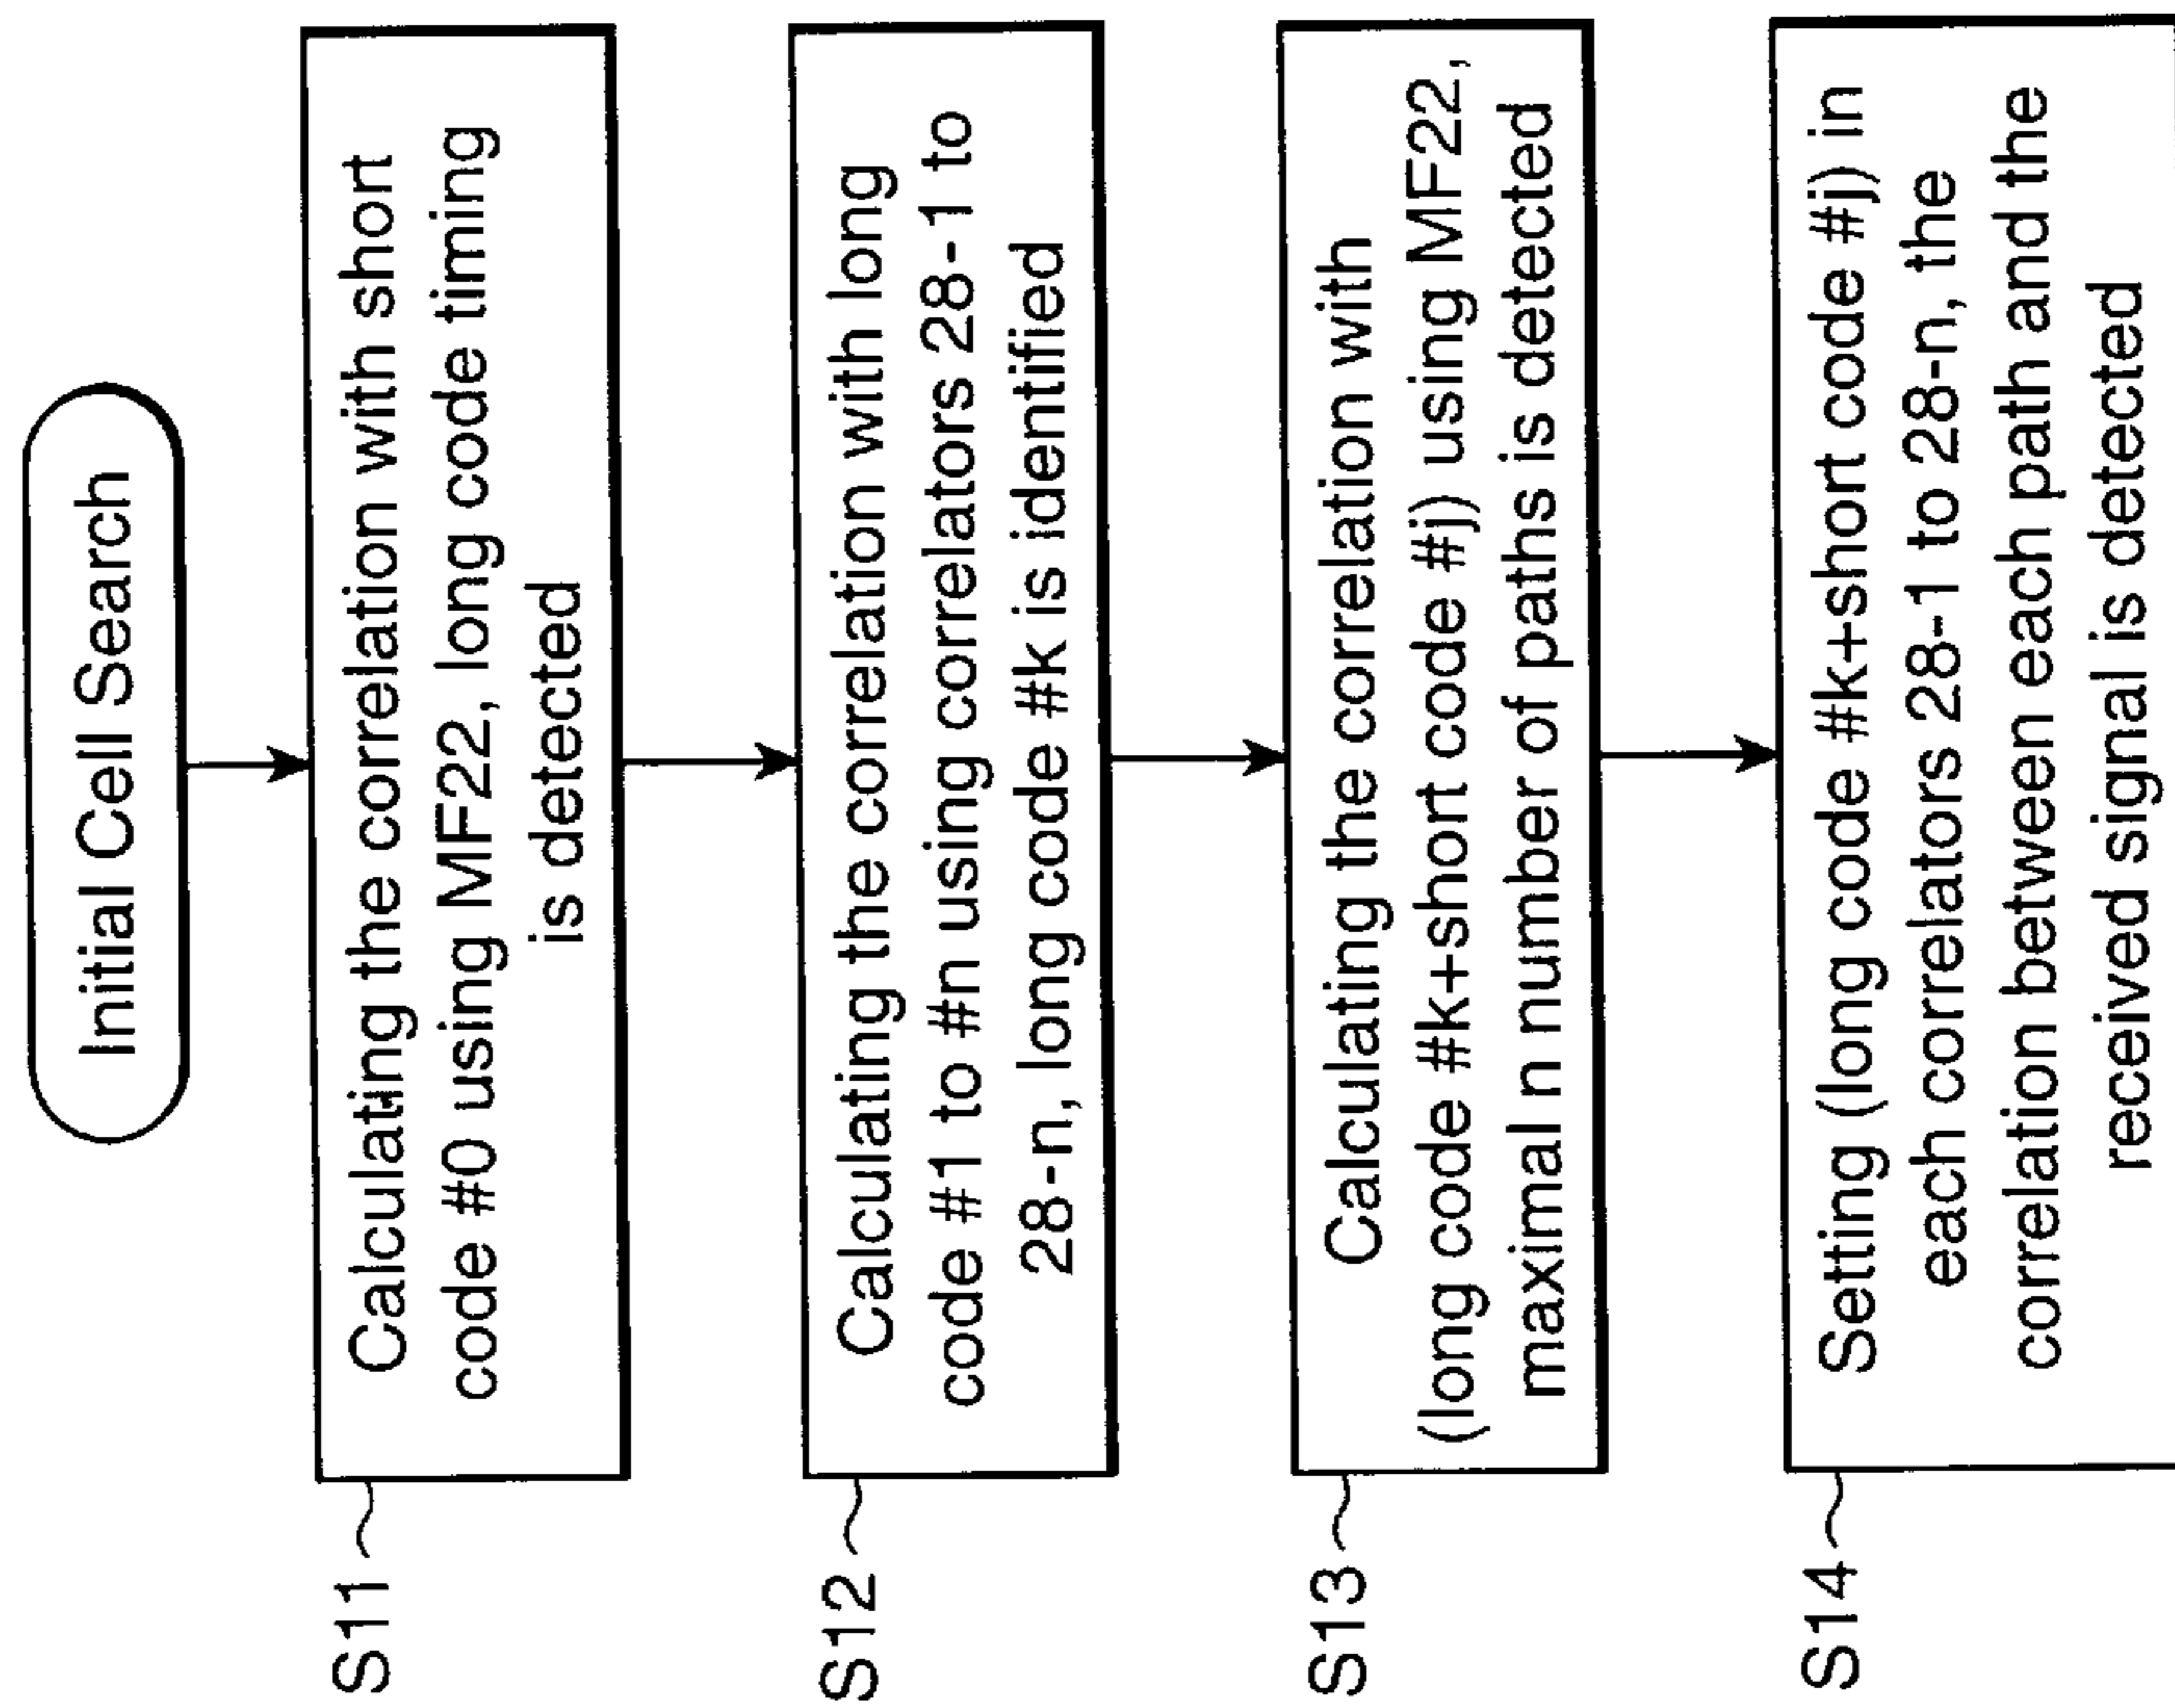 Initial Cell Search
S11
Calculating the correlation with short
code #0 using MF22, long code timing
is detected
S12
Calculating the correlation with long
code #1 to #n using correlators 28-1 to
28-n, long code #k is identified
S13
Calculating the correlation with
(long code #k+short code #j) using MF22,
maximal n number of paths is detected
S14
Setting (long code #k+short code #j) in
each correlators 28-1 to 28-n, the
correlation between each path and the
received signal is detected